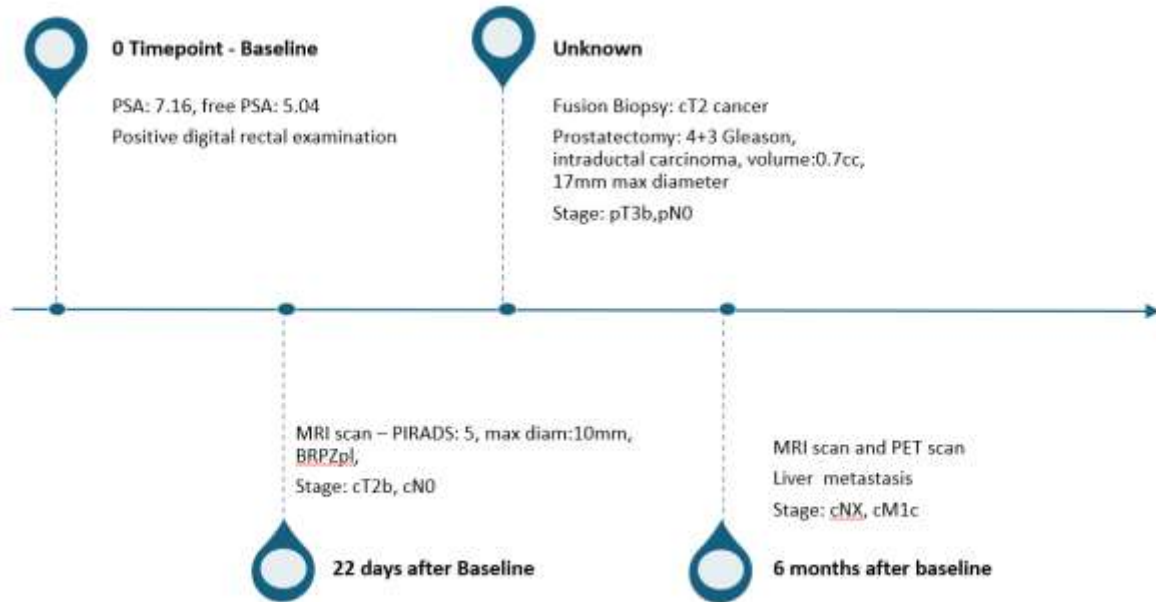 0 Timepoint - Baseline
PSA: 7.16, free PSA: 5.04
Positive digital rectal examination
Unknown
Fusion Biopsy: cT2 cancer
Prostatectomy: 4+3 Gleason,
intraductal carcinoma, volume:0.7cc,
17mm max diameter
Stage: pT3b,pN0
MRI scan – PIRADS: 5, max diam:10mm,
BRPZpl,
Stage: cT2b, cN0
22 days after Baseline
MRI scan and PET scan
Liver metastasis
Stage: cNX, cM1c
6 months after baseline